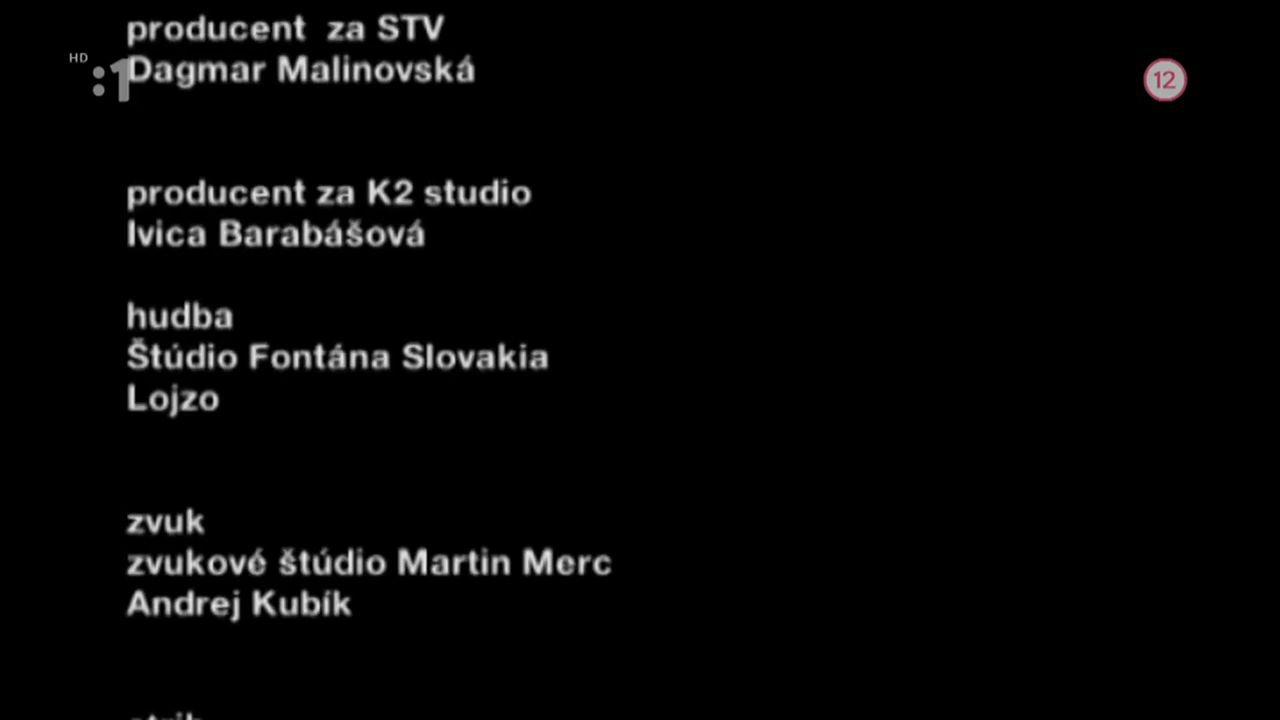 producent za STV
HD
:1
Dagmar Malinovská
12
producent za K2 studio
Ivica Barabášová
hudba
Štúdio Fontána Slovakia
Lojzo
zvuk
zvukové štúdio Martin Merc
Andrej Kubík